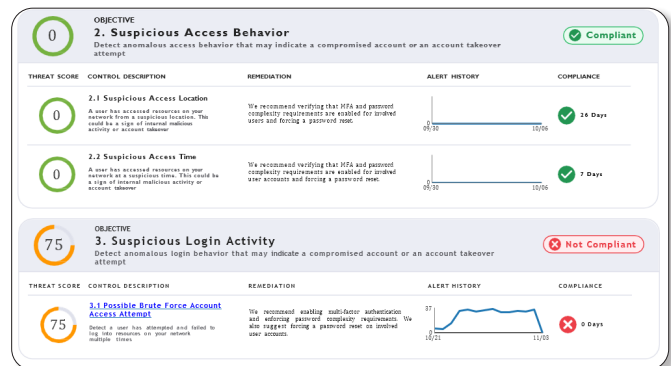 OBJECTIVE
0
2. Suspicious Access Behavior
Detect anomalous access behavior that may indicate a compromised account or an account takeover
attempt
Compliant
THREAT SCORE CONTROL DESCRIPTION REMEDIATION ALERT HISTORY COMPLIANCE
0
2.1 Suspicious Access Location
A user has accessed resources on your
network from a suspicious location. This
could be a sign of internal malicious
activity or account takeover
We recommend verifying that MFA and password
complexity requirements are enabled for involved
users and forcing a password reset.
0
09/30 10/06
26 Days
0
2.2 Suspicious Access Time
A user has accessed resources on your
network at a suspicious time. This could be
a sign of internal malicious activity or
account takeover
We recommend verifying that MFA and password
complexity requirements are enabled for involved
user accounts and forcing a password reset.
0
09/30 10/06
7 Days
OBJECTIVE
75
3. Suspicious Login Activity
Detect anomalous login behavior that may indicate a compromised account or an account takeover
attempt
Not Compliant
THREAT SCORE CONTROL DESCRIPTION REMEDIATION ALERT HISTORY COMPLIANCE
75
3.1 Possible Brute Force Account
Access Attempt
Detect a user has attempted and failed to
log into resources on your network
multiple times
We recommend enabling multi-factor authentication
and enforcing password complexity requirements. We
also suggest forcing a password reset on involved
user accounts.
37
0
10/21 11/03
0 Days